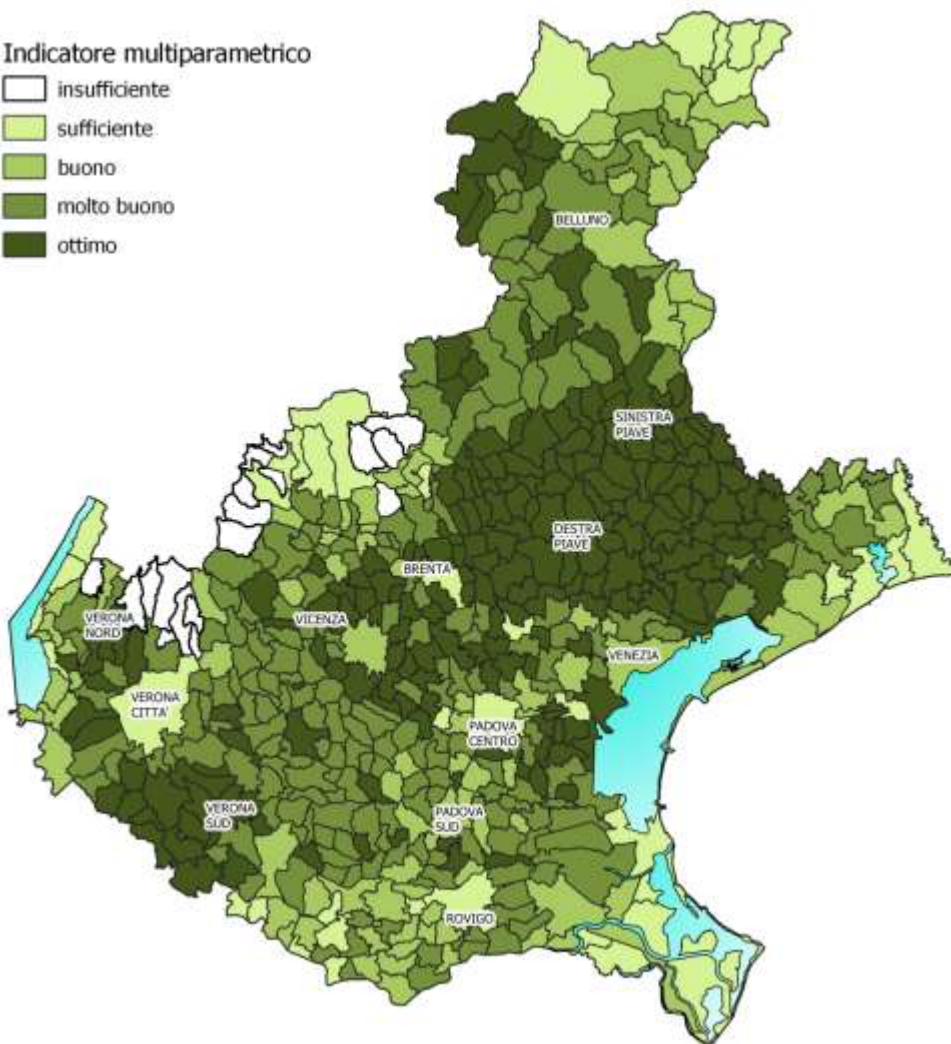 Indicatore multiparametrico
insufficiente
sufficiente
buono
molto buono
ottimo
BELLUNO
SINISTRA
PIAVE
DESTRA
PIAVE
BRENTA
VICENZA
VERONA
NORD
VENEZIA
VERONA
CITTA'
PADOVA
CENTRO
VERONA
SUD
PADOVA
SUD
ROVIGO